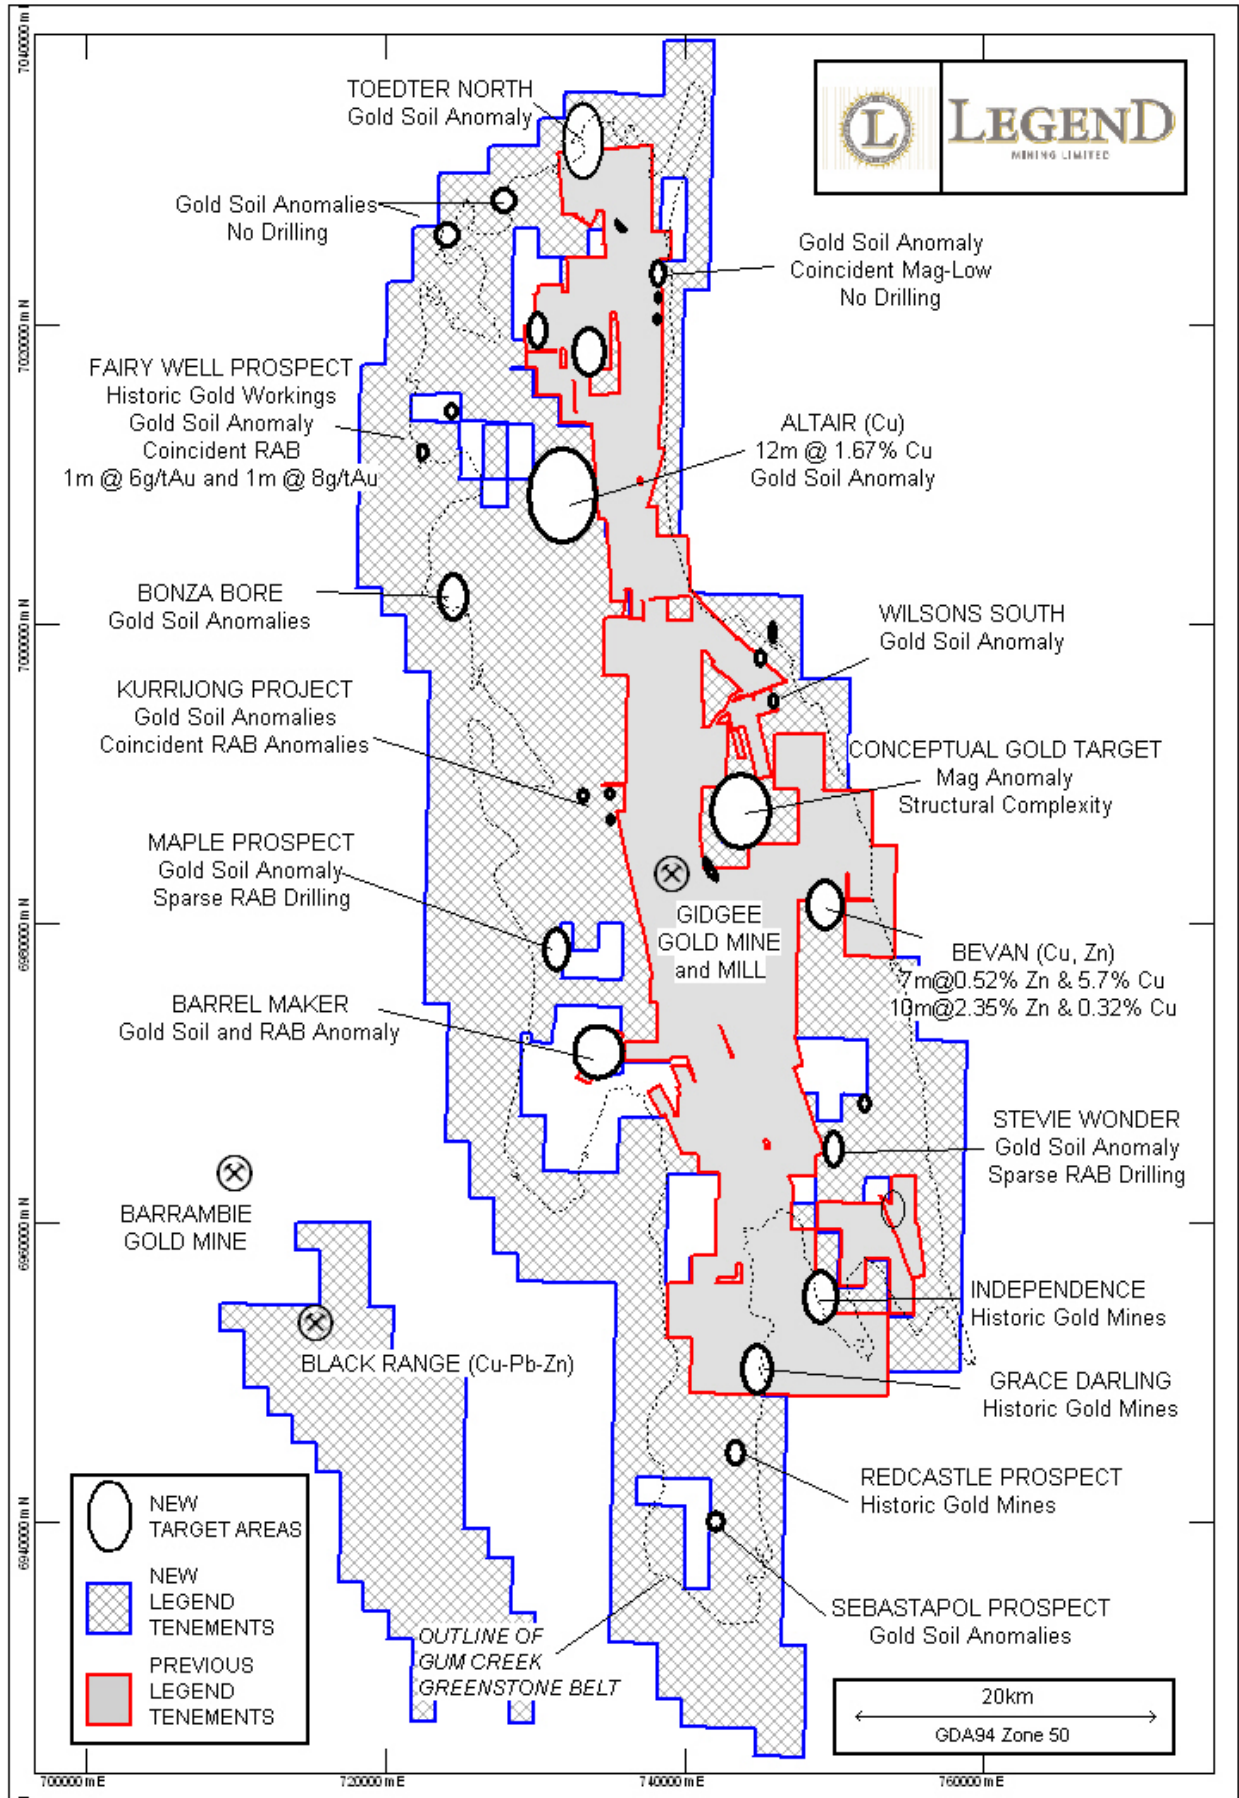 7040000 m N
L
LEGEND
MINING LIMITED
TOEDTER NORTH
Gold Soil Anomaly
Gold Soil Anomalies
No Drilling
Gold Soil Anomaly
Coincident Mag-Low
No Drilling
7020000 m N
FAIRY WELL PROSPECT
Historic Gold Workings
Gold Soil Anomaly
Coincident RAB
1m @ 6g/tAu and 1m @ 8g/tAu
ALTAIR (Cu)
12m @ 1.67% Cu
Gold Soil Anomaly
BONZA BORE
Gold Soil Anomalies
7000000 m N
WILSONS SOUTH
Gold Soil Anomaly
KURRIJONG PROJECT
Gold Soil Anomalies
Coincident RAB Anomalies
CONCEPTUAL GOLD TARGET
Mag Anomaly
Structural Complexity
MAPLE PROSPECT
Gold Soil Anomaly
Sparse RAB Drilling
GIDGEE
GOLD MINE
and MILL
6980000 m N
BEVAN (Cu, Zn)
7m@0.52% Zn & 5.7% Cu
10m@2.35% Zn & 0.32% Cu
BARREL MAKER
Gold Soil and RAB Anomaly
STEVIE WONDER
Gold Soil Anomaly
Sparse RAB Drilling
BARRAMBIE
GOLD MINE
6960000 m N
INDEPENDENCE
Historic Gold Mines
BLACK RANGE (Cu-Pb-Zn)
GRACE DARLING
Historic Gold Mines
REDCASTLE PROSPECT
Historic Gold Mines
6940000 m N
NEW
TARGET AREAS
NEW
LEGEND
TENEMENTS
PREVIOUS
LEGEND
TENEMENTS
SEBASTAPOL PROSPECT
Gold Soil Anomalies
OUTLINE OF
GUM CREEK
GREENSTONE BELT
20km
GDA94 Zone 50
700000 m E
720000 m E
740000 m E
760000 m E